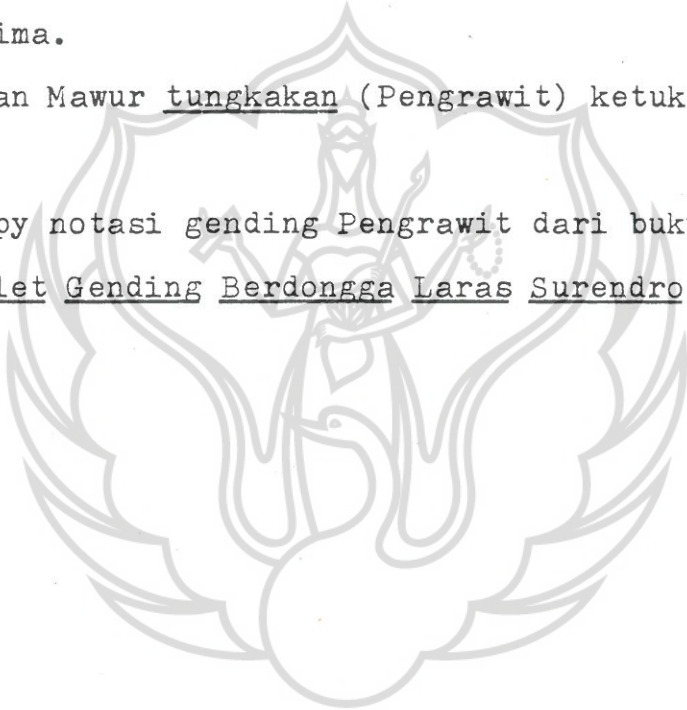 ima.
an Mawur tungkakan (Pengrawit) ketuk
py notasi gending Pengrawit dari buk
let Gending Berdongga Laras Surendro